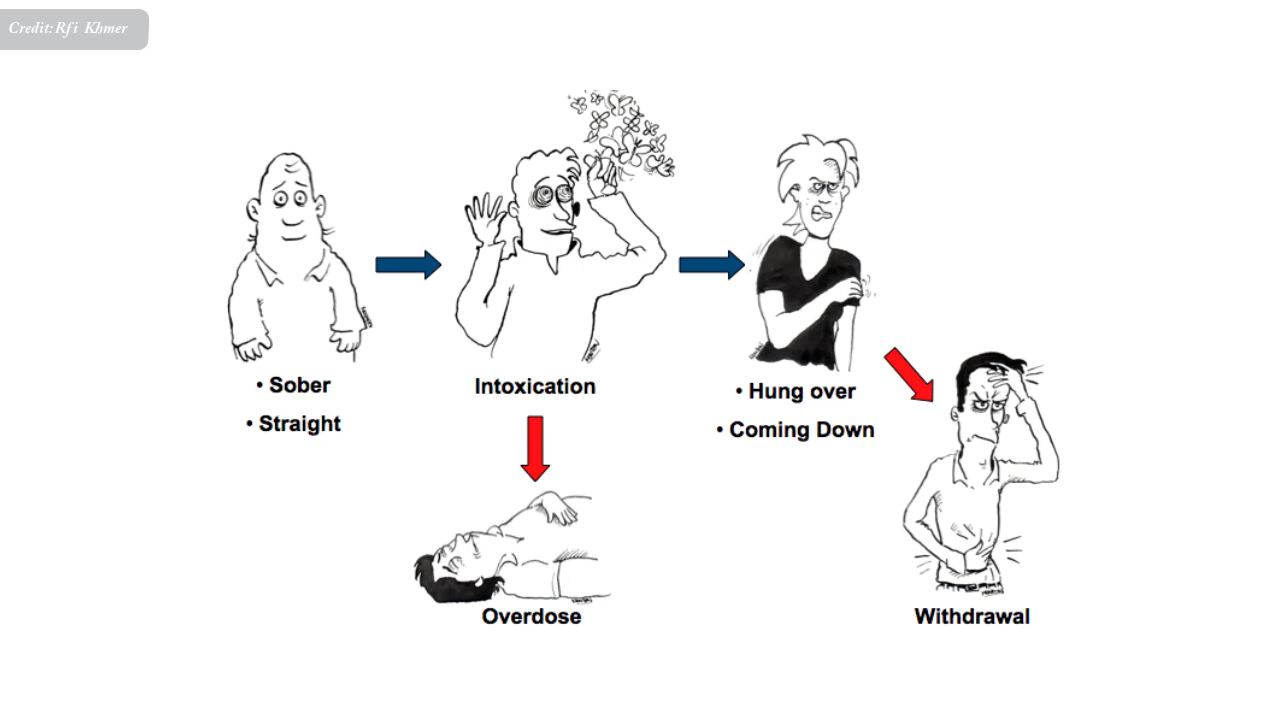 Credit:Rfi Khmer
• Sober
• Straight
Intoxication
• Hung over
• Coming Down
Overdose
Withdrawal